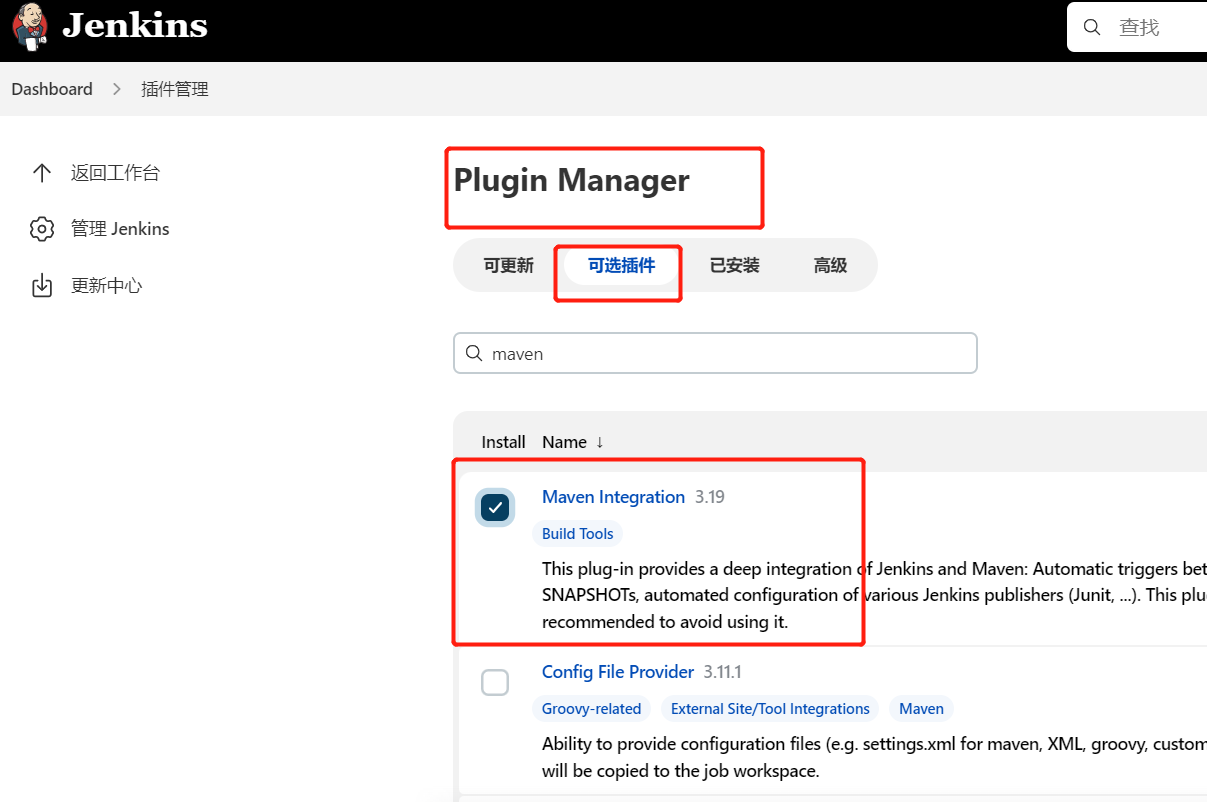 Jenkins
查找
Dashboard
插件管理
返回工作台
管理 Jenkins
更新中心
Plugin Manager
可更新 可选插件 已安装 高级
maven
Install Name ↓
Maven Integration 3.19
Build Tools
This plug-in provides a deep integration of Jenkins and Maven: Automatic triggers bet
SNAPSHOTs, automated configuration of various Jenkins publishers (Junit, ...). This plu
recommended to avoid using it.
Config File Provider 3.11.1
Groovy-related External Site/Tool Integrations Maven
Ability to provide configuration files (e.g. settings.xml for maven, XML, groovy, custom
will be copied to the job workspace.